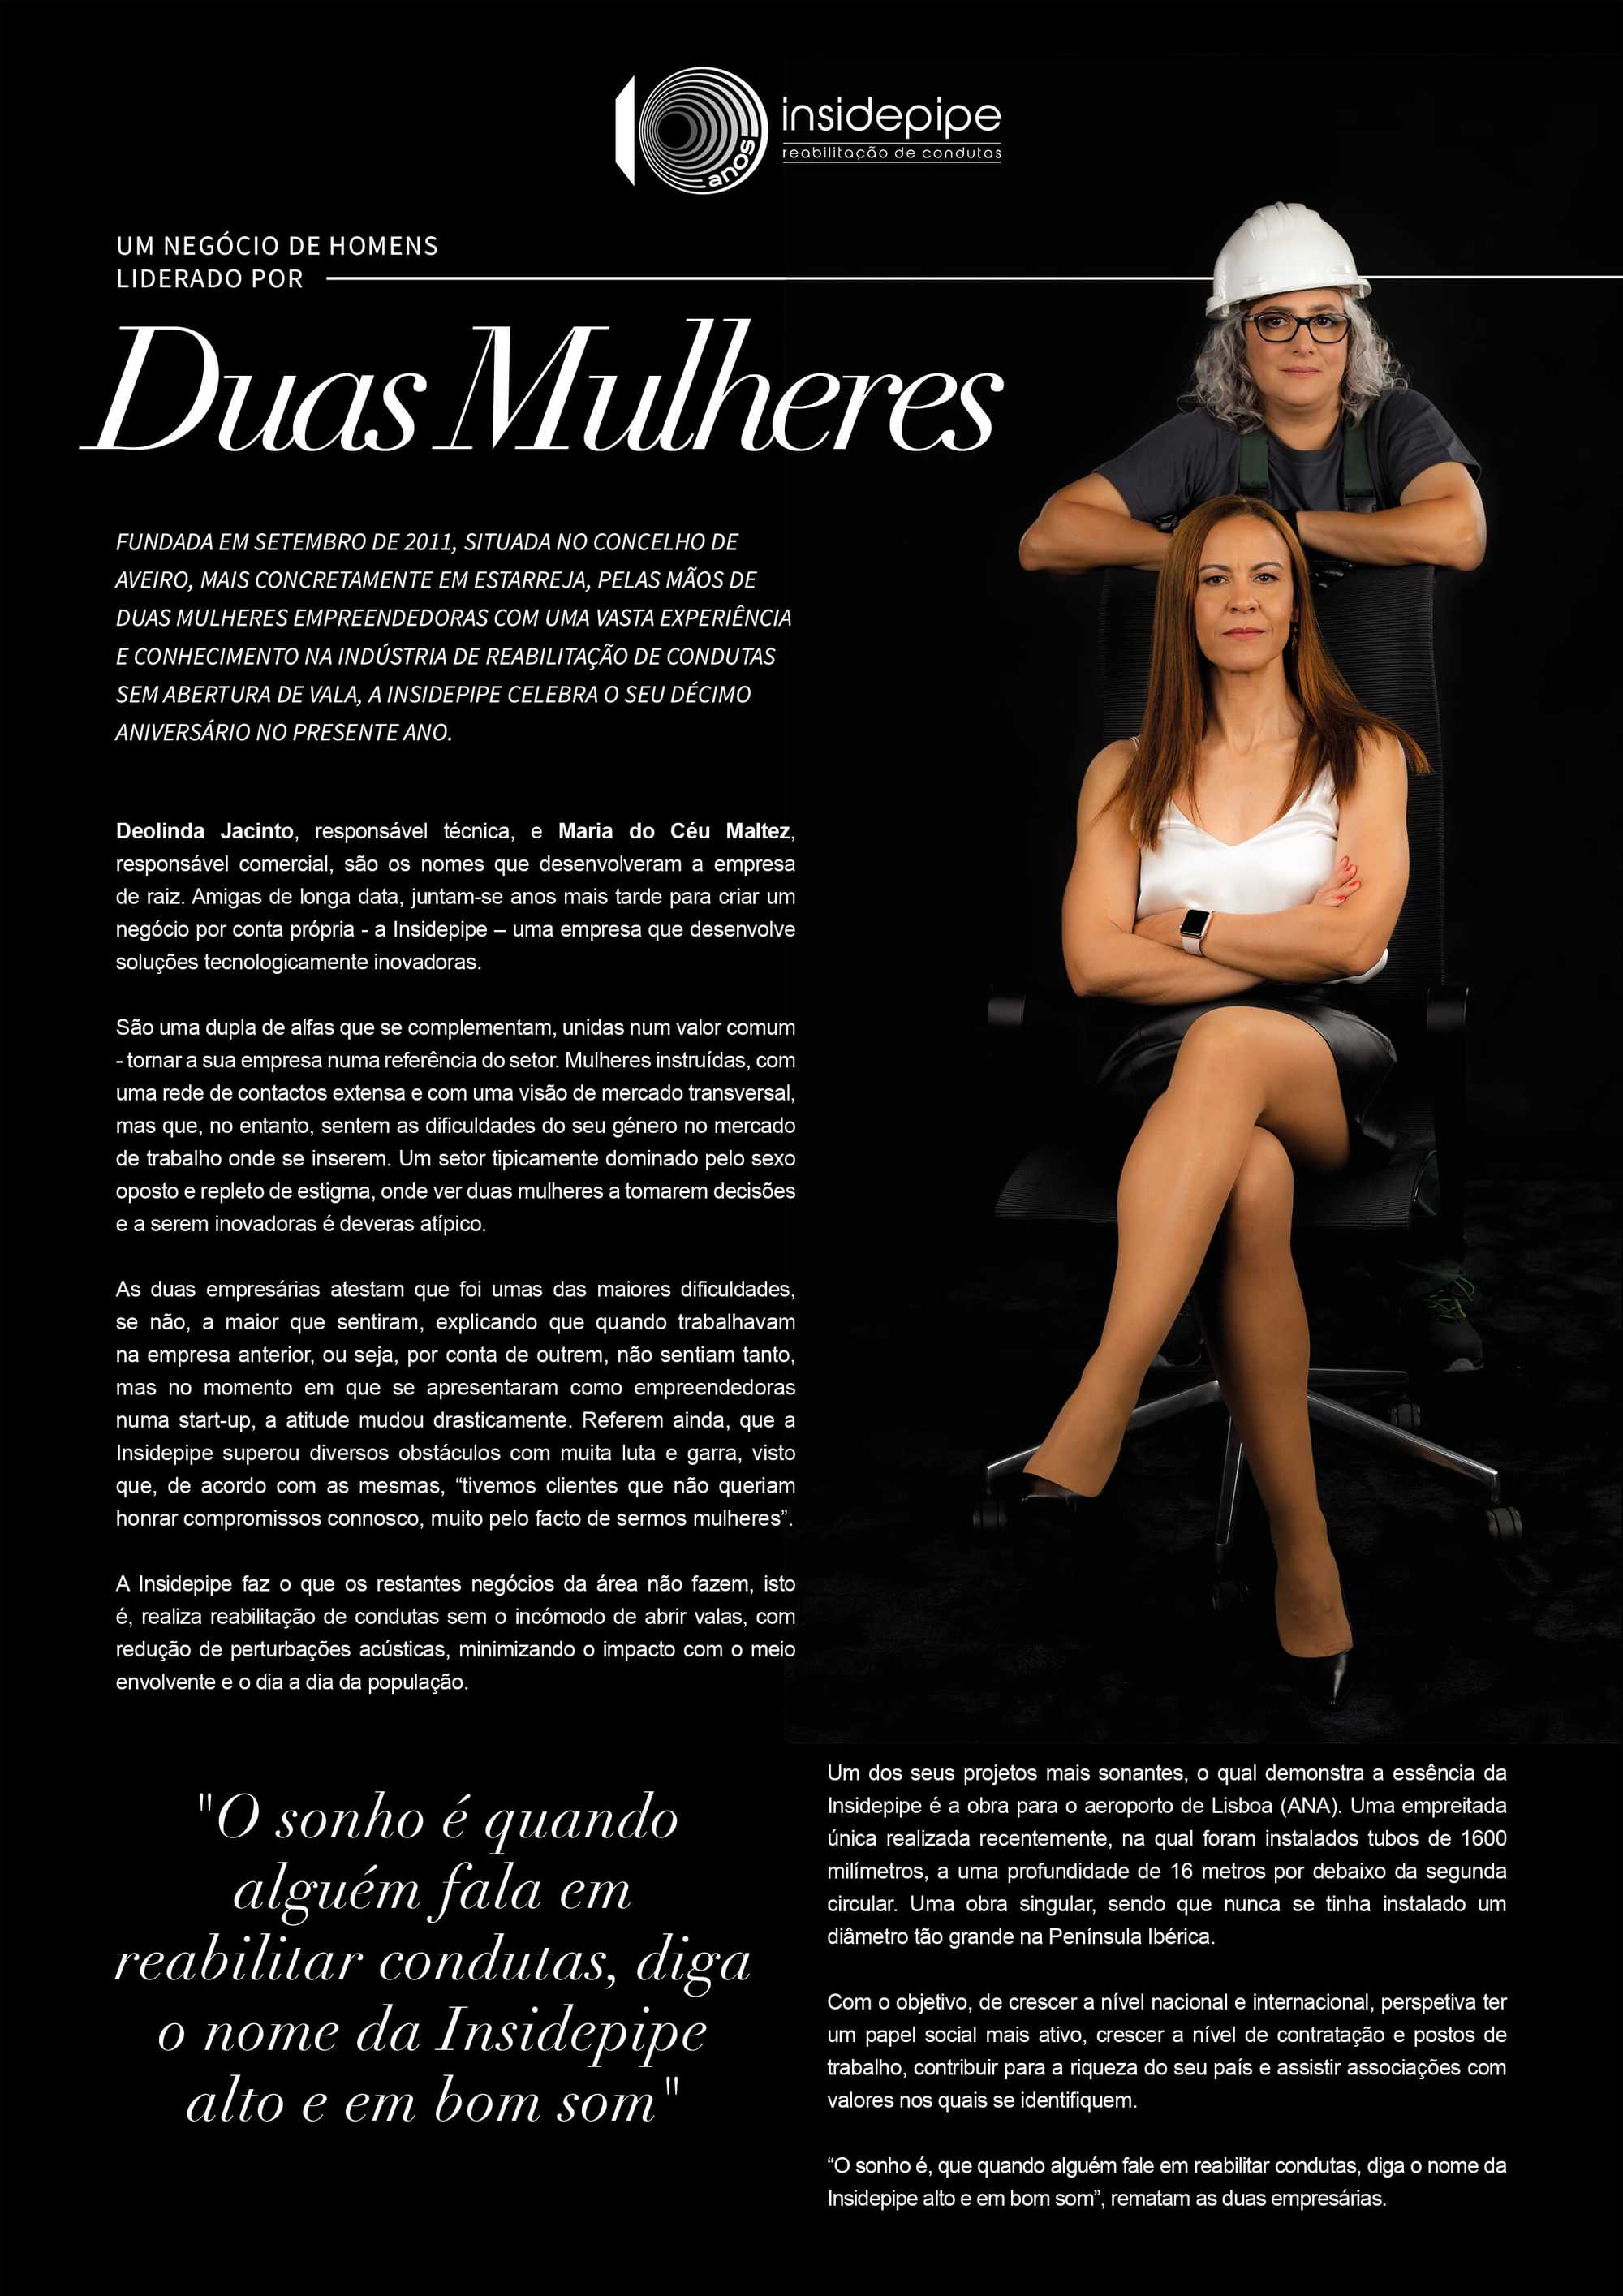 10 anos
insidepipe
reabilitação de condutas
UM NEGÓCIO DE HOMENS
LIDERADO POR
Duas Mulheres
FUNDADA EM SETEMBRO DE 2011, SITUADA NO CONCELHO DE
AVEIRO, MAIS CONCRETAMENTE EM ESTARREJA, PELAS MÃOS DE
DUAS MULHERES EMPREENDEDORAS COM UMA VASTA EXPERIÊNCIA
E CONHECIMENTO NA INDÚSTRIA DE REABILITAÇÃO DE CONDUTAS
SEM ABERTURA DE VALA, A INSIDEPIPE CELEBRA O SEU DÉCIMO
ANIVERSÁRIO NO PRESENTE ANO.
Deolinda Jacinto, responsável técnica, e Maria do Céu Maltez,
responsável comercial, são os nomes que desenvolveram a empresa
de raiz. Amigas de longa data, juntam-se anos mais tarde para criar um
negócio por conta própria - a Insidepipe – uma empresa que desenvolve
soluções tecnologicamente inovadoras.
São uma dupla de alfas que se complementam, unidas num valor comum
- tornar a sua empresa numa referência do setor. Mulheres instruídas, com
uma rede de contactos extensa e com uma visão de mercado transversal,
mas que, no entanto, sentem as dificuldades do seu género no mercado
de trabalho onde se inserem. Um setor tipicamente dominado pelo sexo
oposto e repleto de estigma, onde ver duas mulheres a tomarem decisões
e a serem inovadoras é deveras atípico.
As duas empresárias atestam que foi umas das maiores dificuldades,
se não, a maior que sentiram, explicando que quando trabalhavam
na empresa anterior, ou seja, por conta de outrem, não sentiam tanto,
mas no momento em que se apresentaram como empreendedoras
numa start-up, a atitude mudou drasticamente. Referem ainda, que a
Insidepipe superou diversos obstáculos com muita luta e garra, visto
que, de acordo com as mesmas, “tivemos clientes que não queriam
honrar compromissos connosco, muito pelo facto de sermos mulheres”.
A Insidepipe faz o que os restantes negócios da área não fazem, isto
é, realiza reabilitação de condutas sem o incómodo de abrir valas, com
redução de perturbações acústicas, minimizando o impacto com o meio
envolvente e o dia a dia da população.
"O sonho é quando
alguém fala em
reabilitar condutas, diga
o nome da Insidepipe
alto e em bom som"
Um dos seus projetos mais sonantes, o qual demonstra a essência da
Insidepipe é a obra para o aeroporto de Lisboa (ANA). Uma empreitada
única realizada recentemente, na qual foram instalados tubos de 1600
milímetros, a uma profundidade de 16 metros por debaixo da segunda
circular. Uma obra singular, sendo que nunca se tinha instalado um
diâmetro tão grande na Península Ibérica.
Com o objetivo, de crescer a nível nacional e internacional, perspetiva ter
um papel social mais ativo, crescer a nível de contratação e postos de
trabalho, contribuir para a riqueza do seu país e assistir associações com
valores nos quais se identifiquem.
“O sonho é, que quando alguém fale em reabilitar condutas, diga o nome da
Insidepipe alto e em bom som”, rematam as duas empresárias.